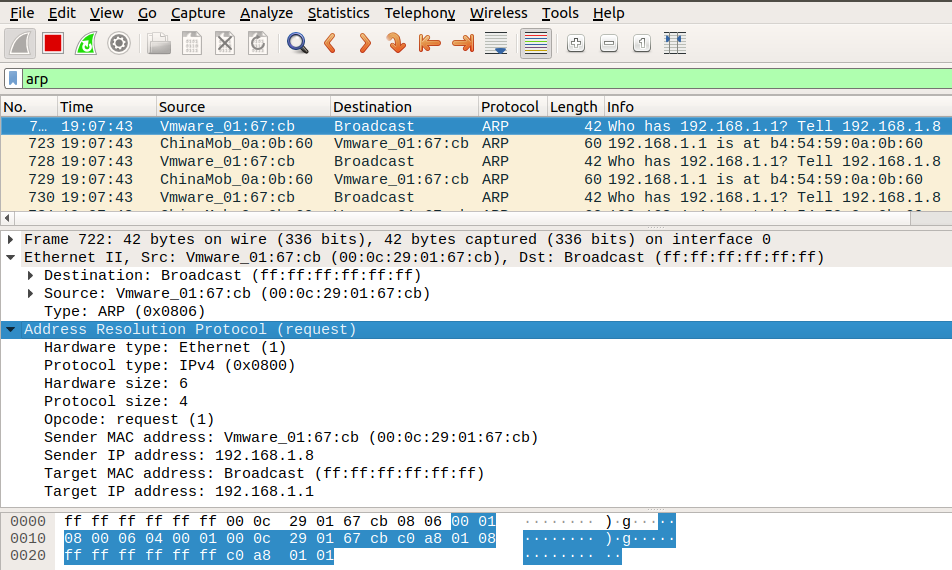 File Edit View Go Capture Analyze Statistics Telephony Wireless Tools Help
arp
No. Time Source Destination Protocol Length Info
7… 19:07:43 Vmware_01:67:cb Broadcast ARP 42 Who has 192.168.1.1? Tell 192.168.1.8
723 19:07:43 ChinaMob_0a:0b:60 Vmware_01:67:cb ARP 60 192.168.1.1 is at b4:54:59:0a:0b:60
728 19:07:43 Vmware_01:67:cb Broadcast ARP 42 Who has 192.168.1.1? Tell 192.168.1.8
729 19:07:43 ChinaMob_0a:0b:60 Vmware_01:67:cb ARP 60 192.168.1.1 is at b4:54:59:0a:0b:60
730 19:07:43 Vmware_01:67:cb Broadcast ARP 42 Who has 192.168.1.1? Tell 192.168.1.8
Frame 722: 42 bytes on wire (336 bits), 42 bytes captured (336 bits) on interface 0
Ethernet II, Src: Vmware_01:67:cb (00:0c:29:01:67:cb), Dst: Broadcast (ff:ff:ff:ff:ff:ff)
Destination: Broadcast (ff:ff:ff:ff:ff:ff)
Source: Vmware_01:67:cb (00:0c:29:01:67:cb)
Type: ARP (0x0806)
Address Resolution Protocol (request)
Hardware type: Ethernet (1)
Protocol type: IPv4 (0x0800)
Hardware size: 6
Protocol size: 4
Opcode: request (1)
Sender MAC address: Vmware_01:67:cb (00:0c:29:01:67:cb)
Sender IP address: 192.168.1.8
Target MAC address: Broadcast (ff:ff:ff:ff:ff:ff)
Target IP address: 192.168.1.1
0000 ff ff ff ff ff ff 00 0c 29 01 67 cb 08 06 00 01 ········ )·g·····
0010 08 00 06 04 00 01 00 0c 29 01 67 cb c0 a8 01 08 ········ )·g·····
0020 ff ff ff ff ff ff c0 a8 01 01 ········ ··